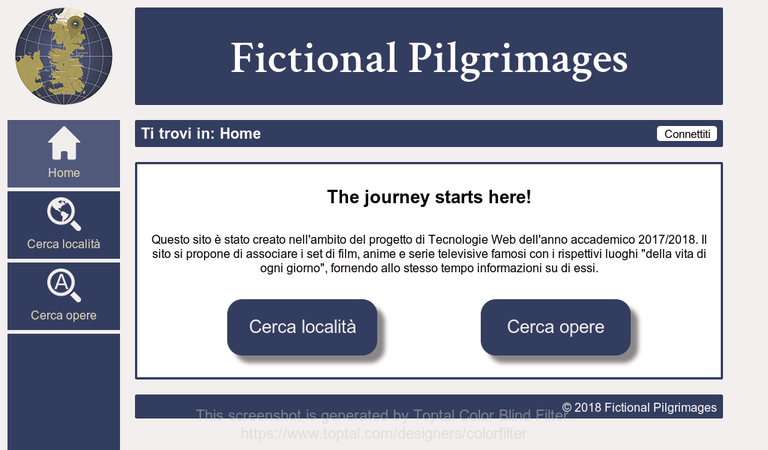 Fictional Pilgrimages
Ti trovi in: Home
Connettiti
Home
Cerca località
A
Cerca opere
The journey starts here!
Questo sito è stato creato nell'ambito del progetto di Tecnologie Web dell'anno accademico 2017/2018. Il
sito si propone di associare i set di film, anime e serie televisive famosi con i rispettivi luoghi "della vita di
ogni giorno", fornendo allo stesso tempo informazioni su di essi.
Cerca località
Cerca opere
© 2018 Fictional Pilgrimages
This screenshot is generated by Toptal Color Blind Filter
https://www.toptal.com/designers/colorfilter